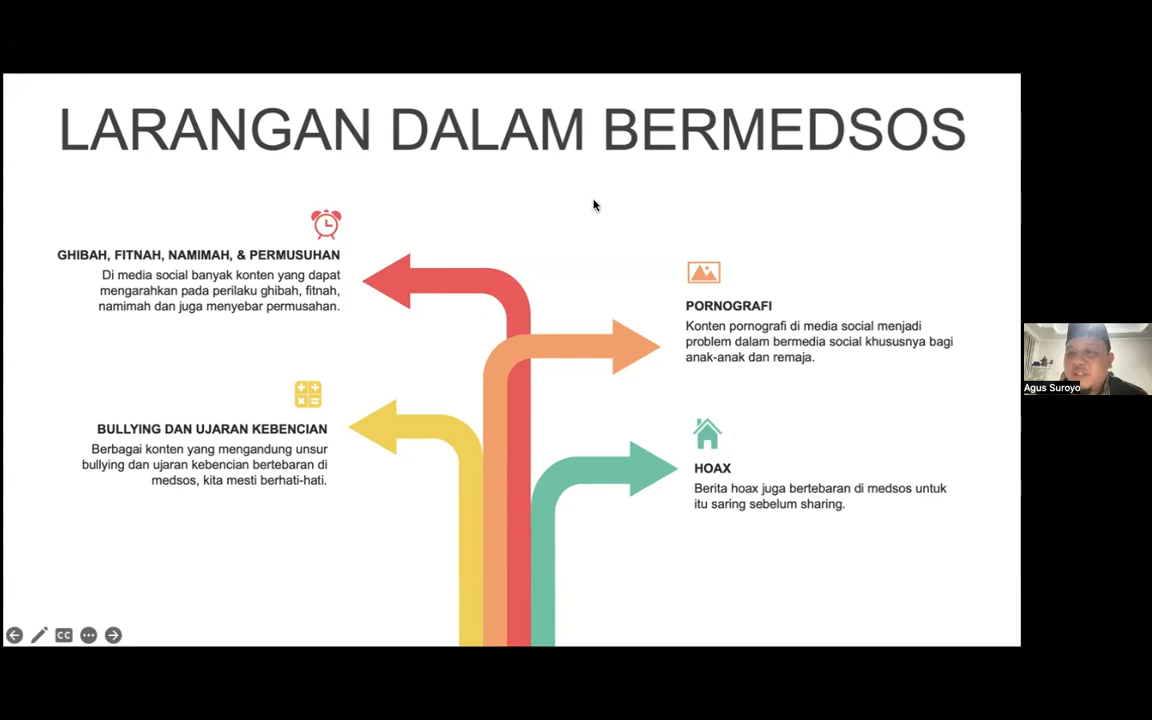 LARANGAN DALAM BERMEDSOS
GHIBAH, FITNAH, NAMIMAH, & PERMUSUHAN
Di media social banyak konten yang dapat
mengarahkan pada perilaku ghibah, fitnah,
namimah dan juga menyebar permusahan.
PORNOGRAFI
Konten pornografi di media social menjadi
problem dalam bermedia social khususnya bagi
anak-anak dan remaja.
BULLYING DAN UJARAN KEBENCIAN
Berbagai konten yang mengandung unsur
bullying dan ujaran kebencian bertebaran di
medsos, kita mesti berhati-hati.
HOAX
Berita hoax juga bertebaran di medsos untuk
itu saring sebelum sharing.
Agus Suroyo
CC